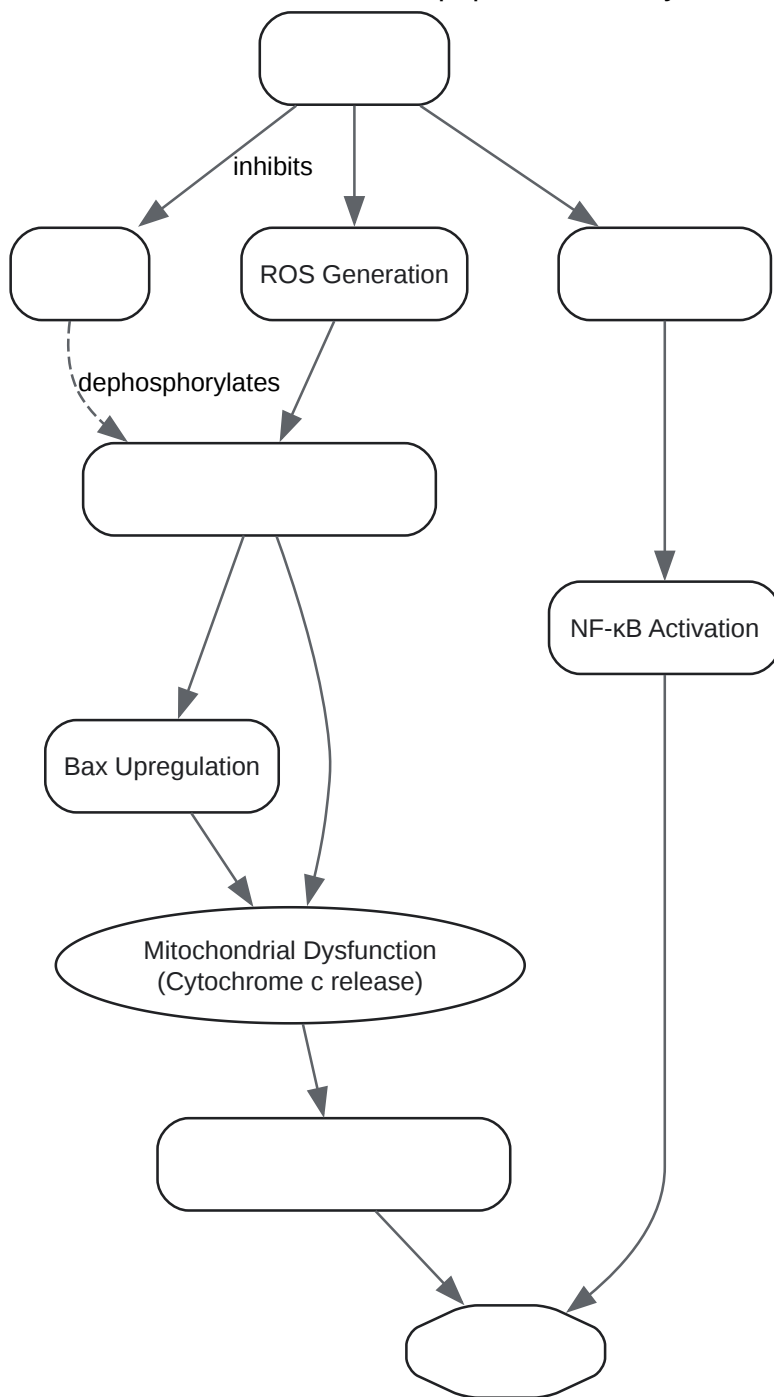 inhibits
ROS Generation
dephosphorylates
NF-κB Activation
Bax Upregulation
Mitochondrial Dysfunction
(Cytochrome c release)